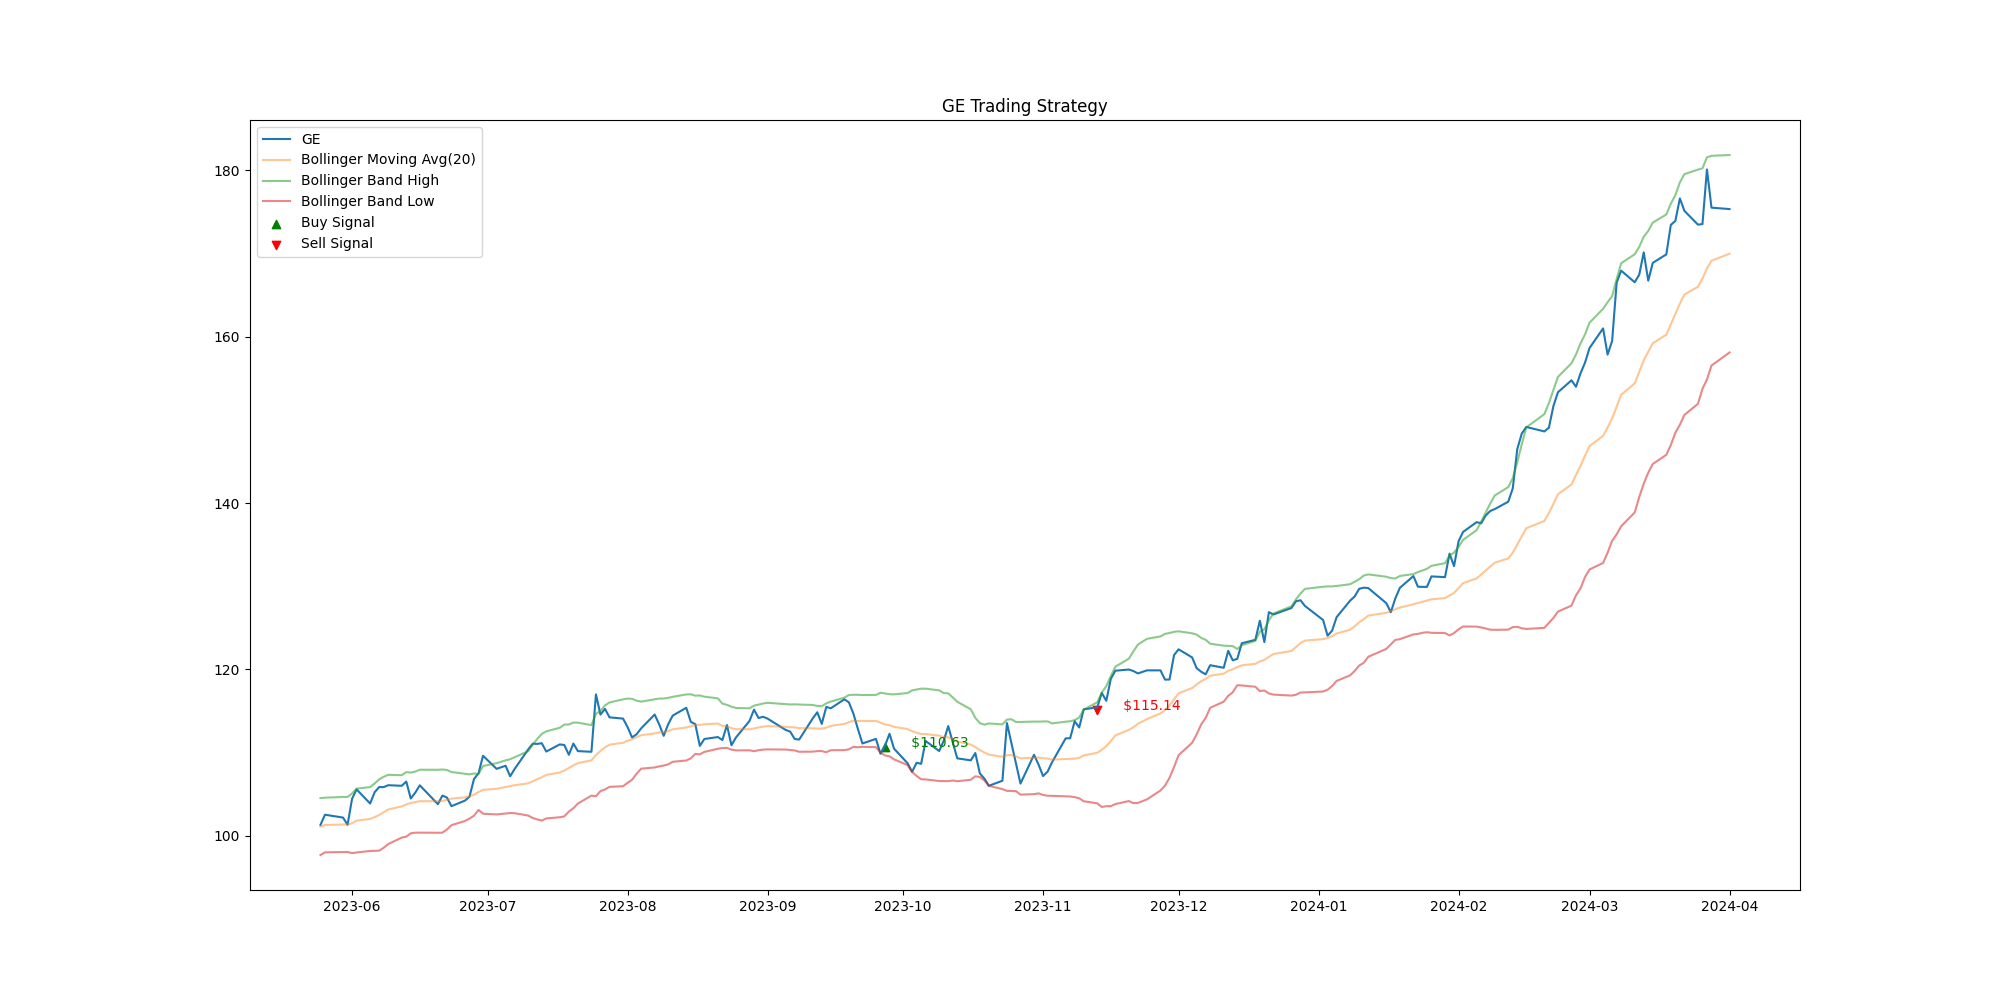 GE Trading Strategy
GE
Bollinger Moving Avg(20)
Bollinger Band High
Bollinger Band Low
Buy Signal
Sell Signal
180
160
140
120
100
$110.63
$115.14
2023-06 2023-07 2023-08 2023-09 2023-10 2023-11 2023-12 2024-01 2024-02 2024-03 2024-04